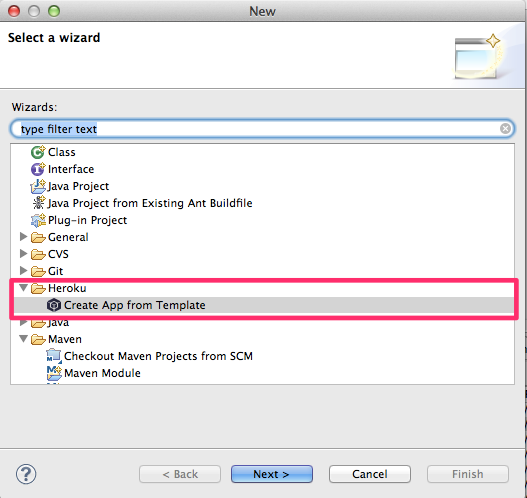 New
Select a wizard
Wizards:
type filter text
Class
Interface
Java Project
Java Project from Existing Ant Buildfile
Plug-in Project
General
CVS
Git
Heroku
Create App from Template
Java
Maven
Checkout Maven Projects from SCM
Maven Module
?
< Back
Next >
Cancel
Finish